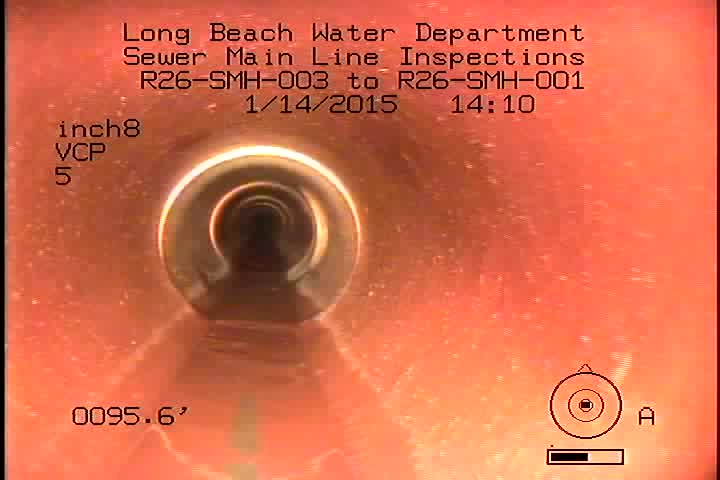 Long Beach Water Department
Sewer Main Line Inspections
R26-SMH-003 to R26-SMH-001
1/14/2015 14:10
inch8
VCP
5
0095.6'
A